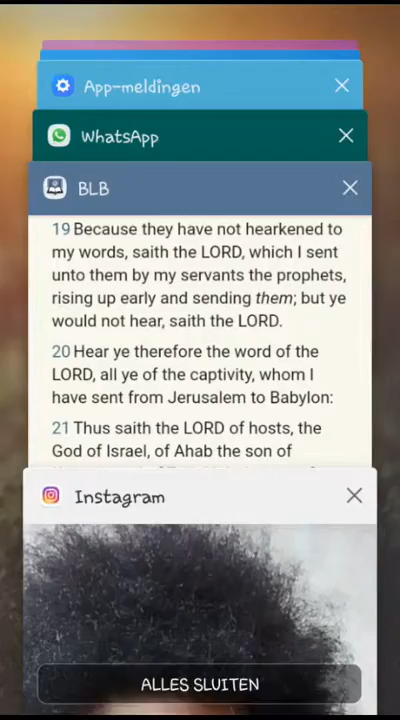 App-meldingen
WhatsApp
BLB
19 Because they have not hearkened to
my words, saith the LORD, which I sent
unto them by my servants the prophets,
rising up early and sending them; but ye
would not hear, saith the LORD.
20 Hear ye therefore the word of the
LORD, all ye of the captivity, whom I
have sent from Jerusalem to Babylon:
21 Thus saith the LORD of hosts, the
God of Israel, of Ahab the son of
Instagram
ALLES SLUITEN